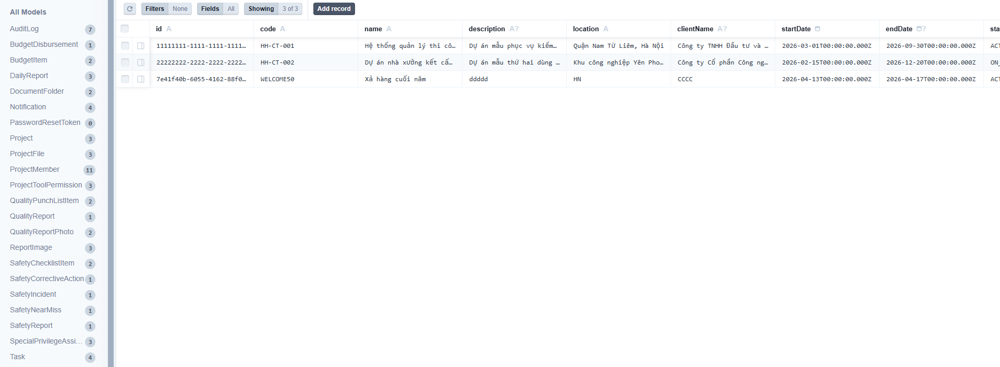 All Models
AuditLog 7
BudgetDisbursement 1
BudgetItem 2
DailyReport 3
DocumentFolder 2
Notification 4
PasswordResetToken 0
Project 3
ProjectFile 3
ProjectMember 11
ProjectToolPermission 3
QualityPunchListItem 2
QualityReport 1
QualityReportPhoto 2
ReportImage 3
SafetyChecklistItem 2
SafetyCorrectiveAction 1
SafetyIncident 1
SafetyNearMiss 1
SafetyReport 1
SpecialPrivilegeAssi... 3
Task 4
Filters None Fields All Showing 3 of 3 Add record
id A code A name A description A? location A clientName A? startDate endDate ? sta
11111111-1111-1111-1111… HH-CT-001 Hệ thống quản lý thi cô… Dự án mẫu phục vụ kiểm… Quận Nam Từ Liêm, Hà Nội Công ty TNHH Đầu tư và … 2026-03-01T00:00:00.000Z 2026-09-30T00:00:00.000Z ACT
22222222-2222-2222-2222… HH-CT-002 Dự án nhà xưởng kết cấ… Dự án mẫu thứ hai dùng … Khu công nghiệp Yên Pho… Công ty Cổ phần Công ng… 2026-02-15T00:00:00.000Z 2026-12-20T00:00:00.000Z ON_
7e41f40b-6055-4162-88f0… WELCOME50 Xả hàng cuối năm ddddd HN CCCC 2026-04-13T00:00:00.000Z 2026-04-17T00:00:00.000Z ACT